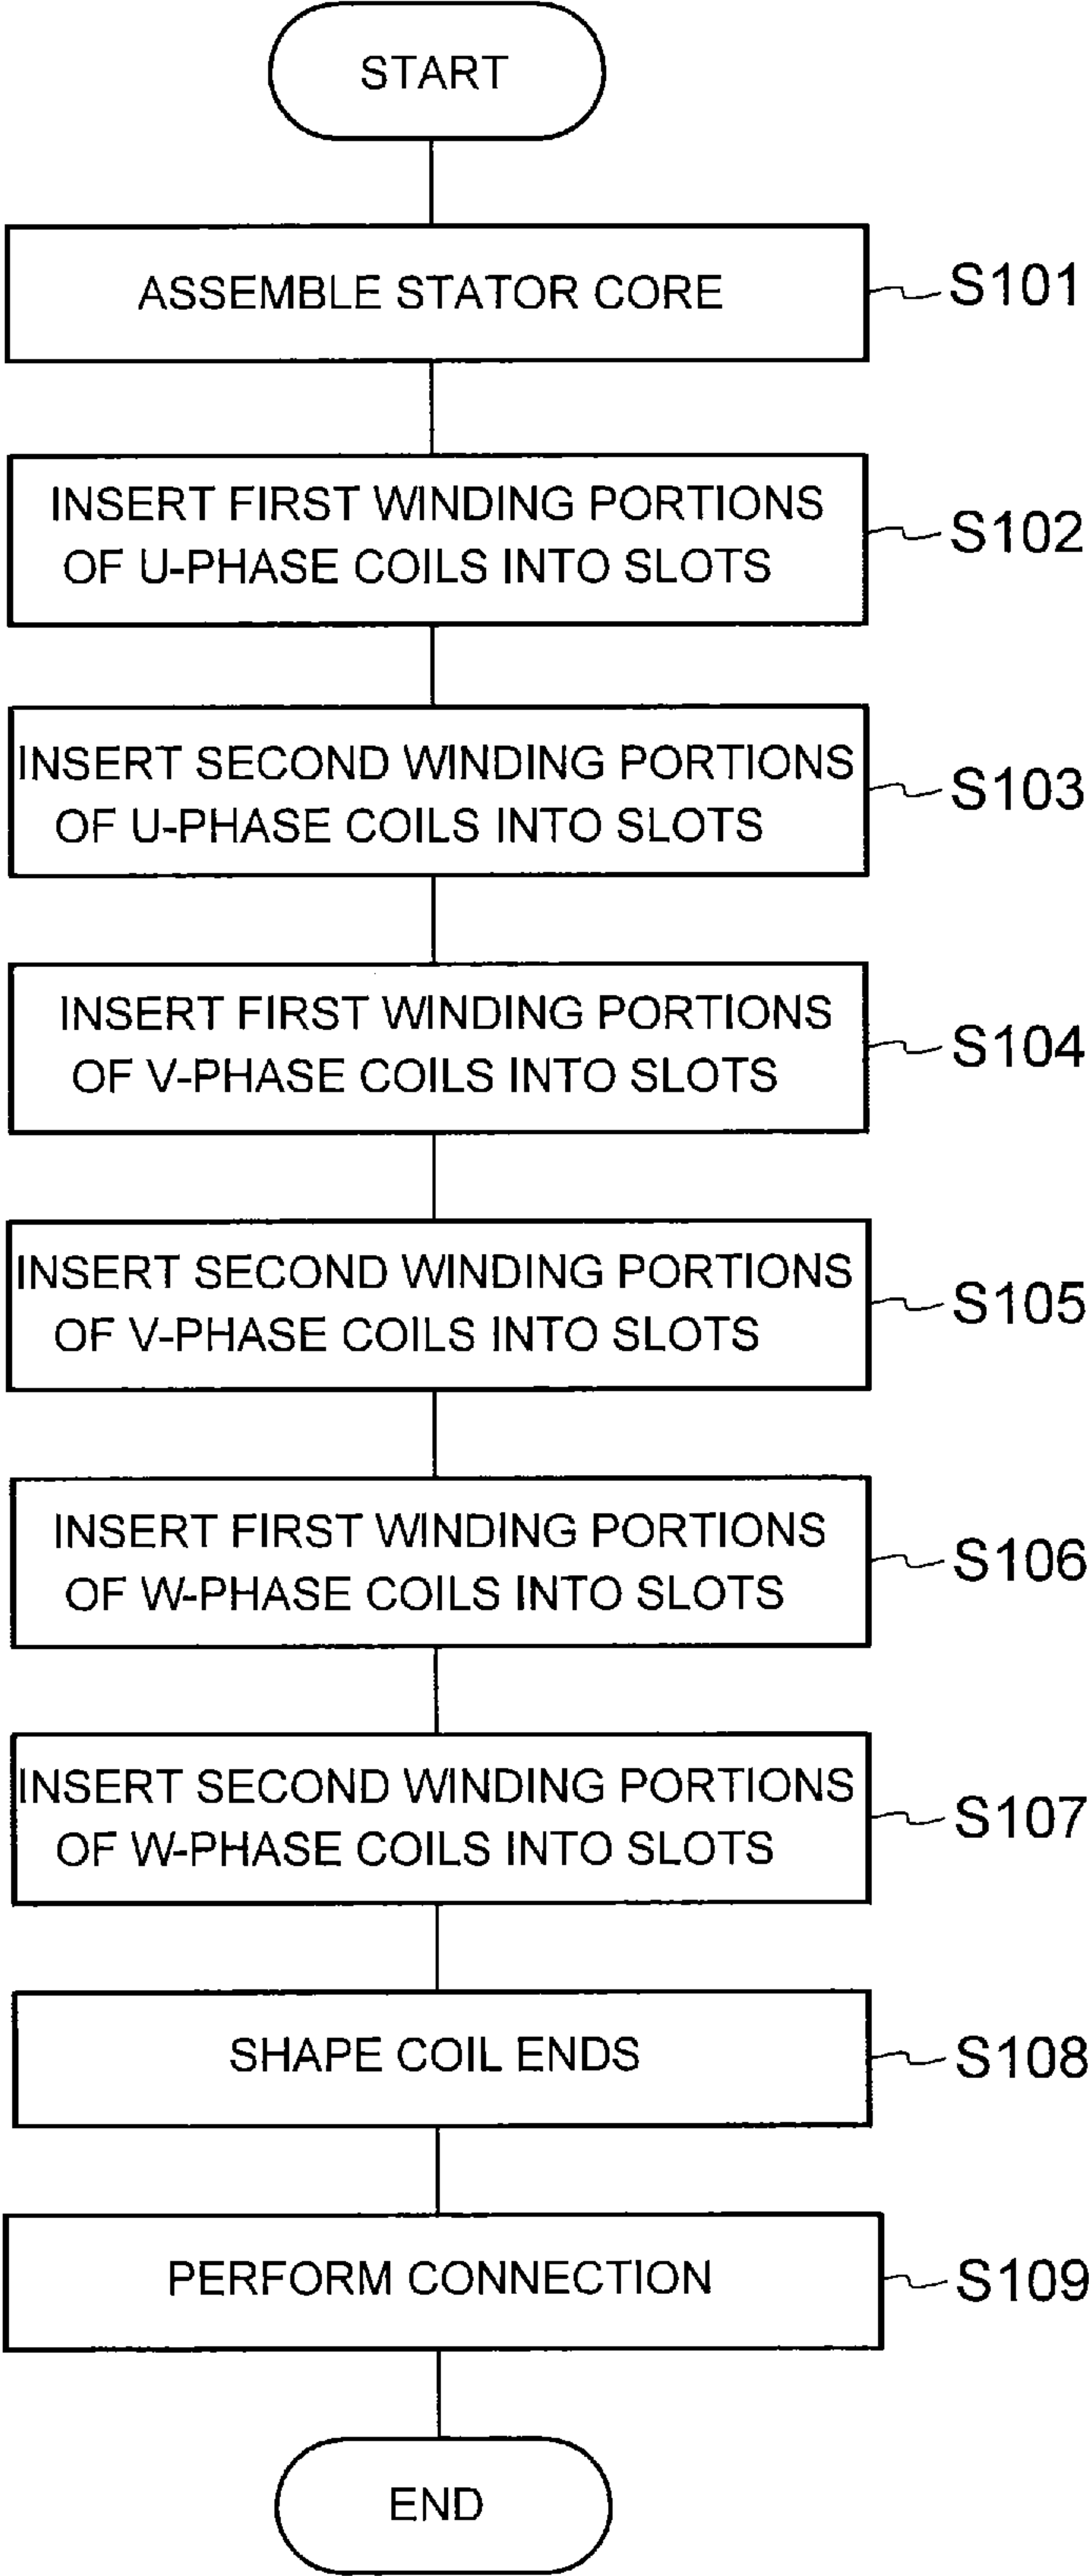 START
ASSEMBLE STATOR CORE
S101
INSERT FIRST WINDING PORTIONS
OF U-PHASE COILS INTO SLOTS
S102
INSERT SECOND WINDING PORTIONS
OF U-PHASE COILS INTO SLOTS
S103
INSERT FIRST WINDING PORTIONS
OF V-PHASE COILS INTO SLOTS
S104
INSERT SECOND WINDING PORTIONS
OF V-PHASE COILS INTO SLOTS
S105
INSERT FIRST WINDING PORTIONS
OF W-PHASE COILS INTO SLOTS
S106
INSERT SECOND WINDING PORTIONS
OF W-PHASE COILS INTO SLOTS
S107
SHAPE COIL ENDS
S108
PERFORM CONNECTION
S109
END